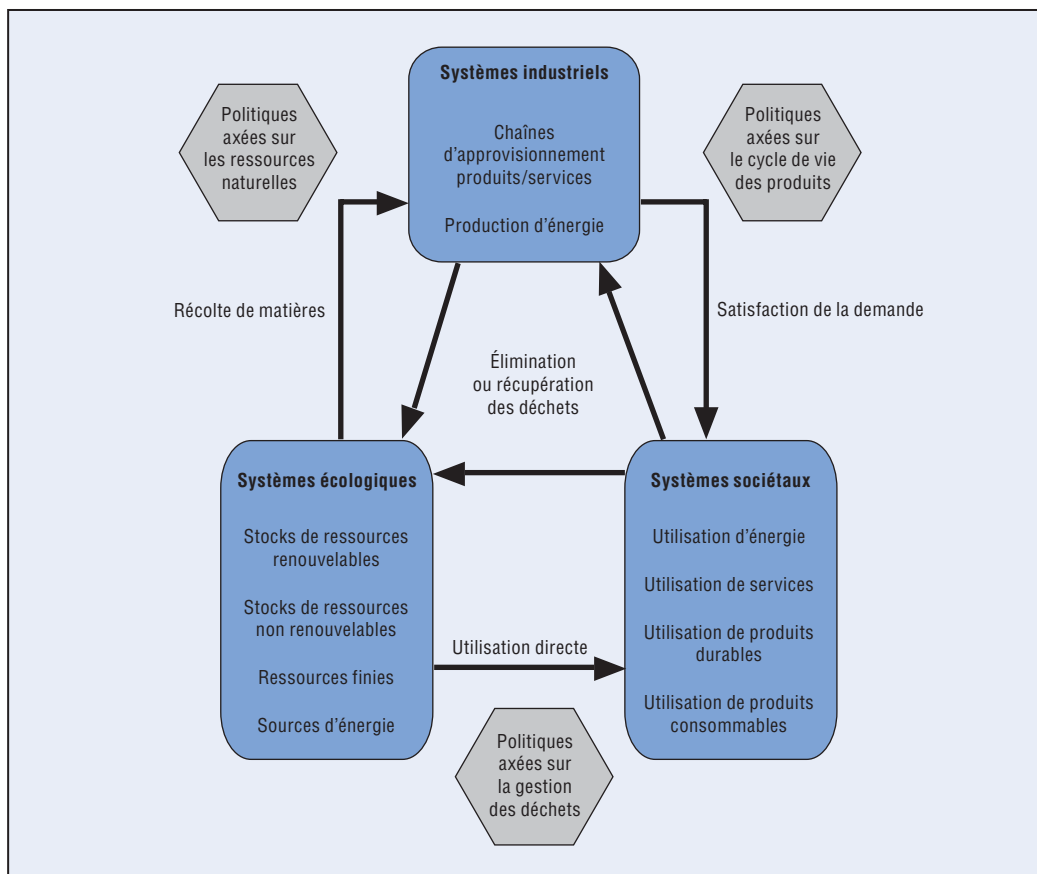 Systèmes industriels
Chaînes
d'approvisionnement
produits/services
Production d'énergie
Politiques
axées sur
les ressources
naturelles
Politiques
axées sur
le cycle de vie
des produits
Récolte de matières
Satisfaction de la demande
Élimination
ou récupération
des déchets
Systèmes écologiques
Stocks de ressources
renouvelables
Stocks de ressources
non renouvelables
Ressources finies
Sources d'énergie
Utilisation directe
Systèmes sociétaux
Utilisation d'énergie
Utilisation de services
Utilisation de produits
durables
Utilisation de produits
consommables
Politiques
axées sur
la gestion
des déchets